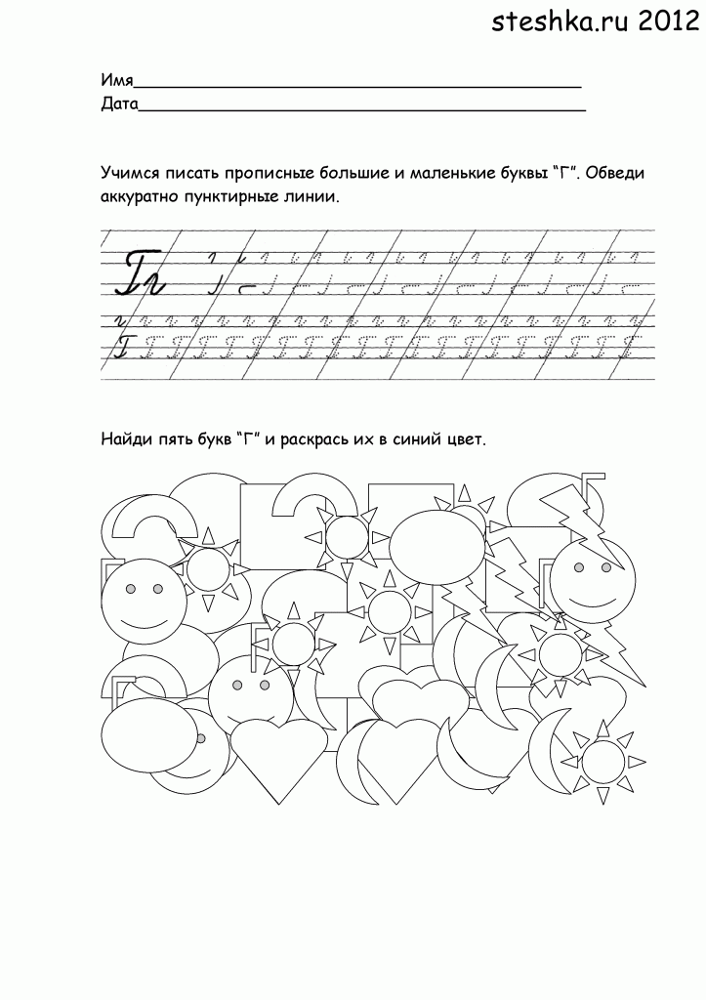 steshka.ru 2012
Имя
Дата
Учимся писать прописные большие и маленькие буквы “Г”. Обведи
аккуратно пунктирные линии.
Гг
г г г г г г г г г г г г г г г г г г г г г
Г Г Г Г Г Г Г Г Г Г Г Г Г Г Г Г Г Г Г Г
Найди пять букв “Г” и раскрась их в синий цвет.